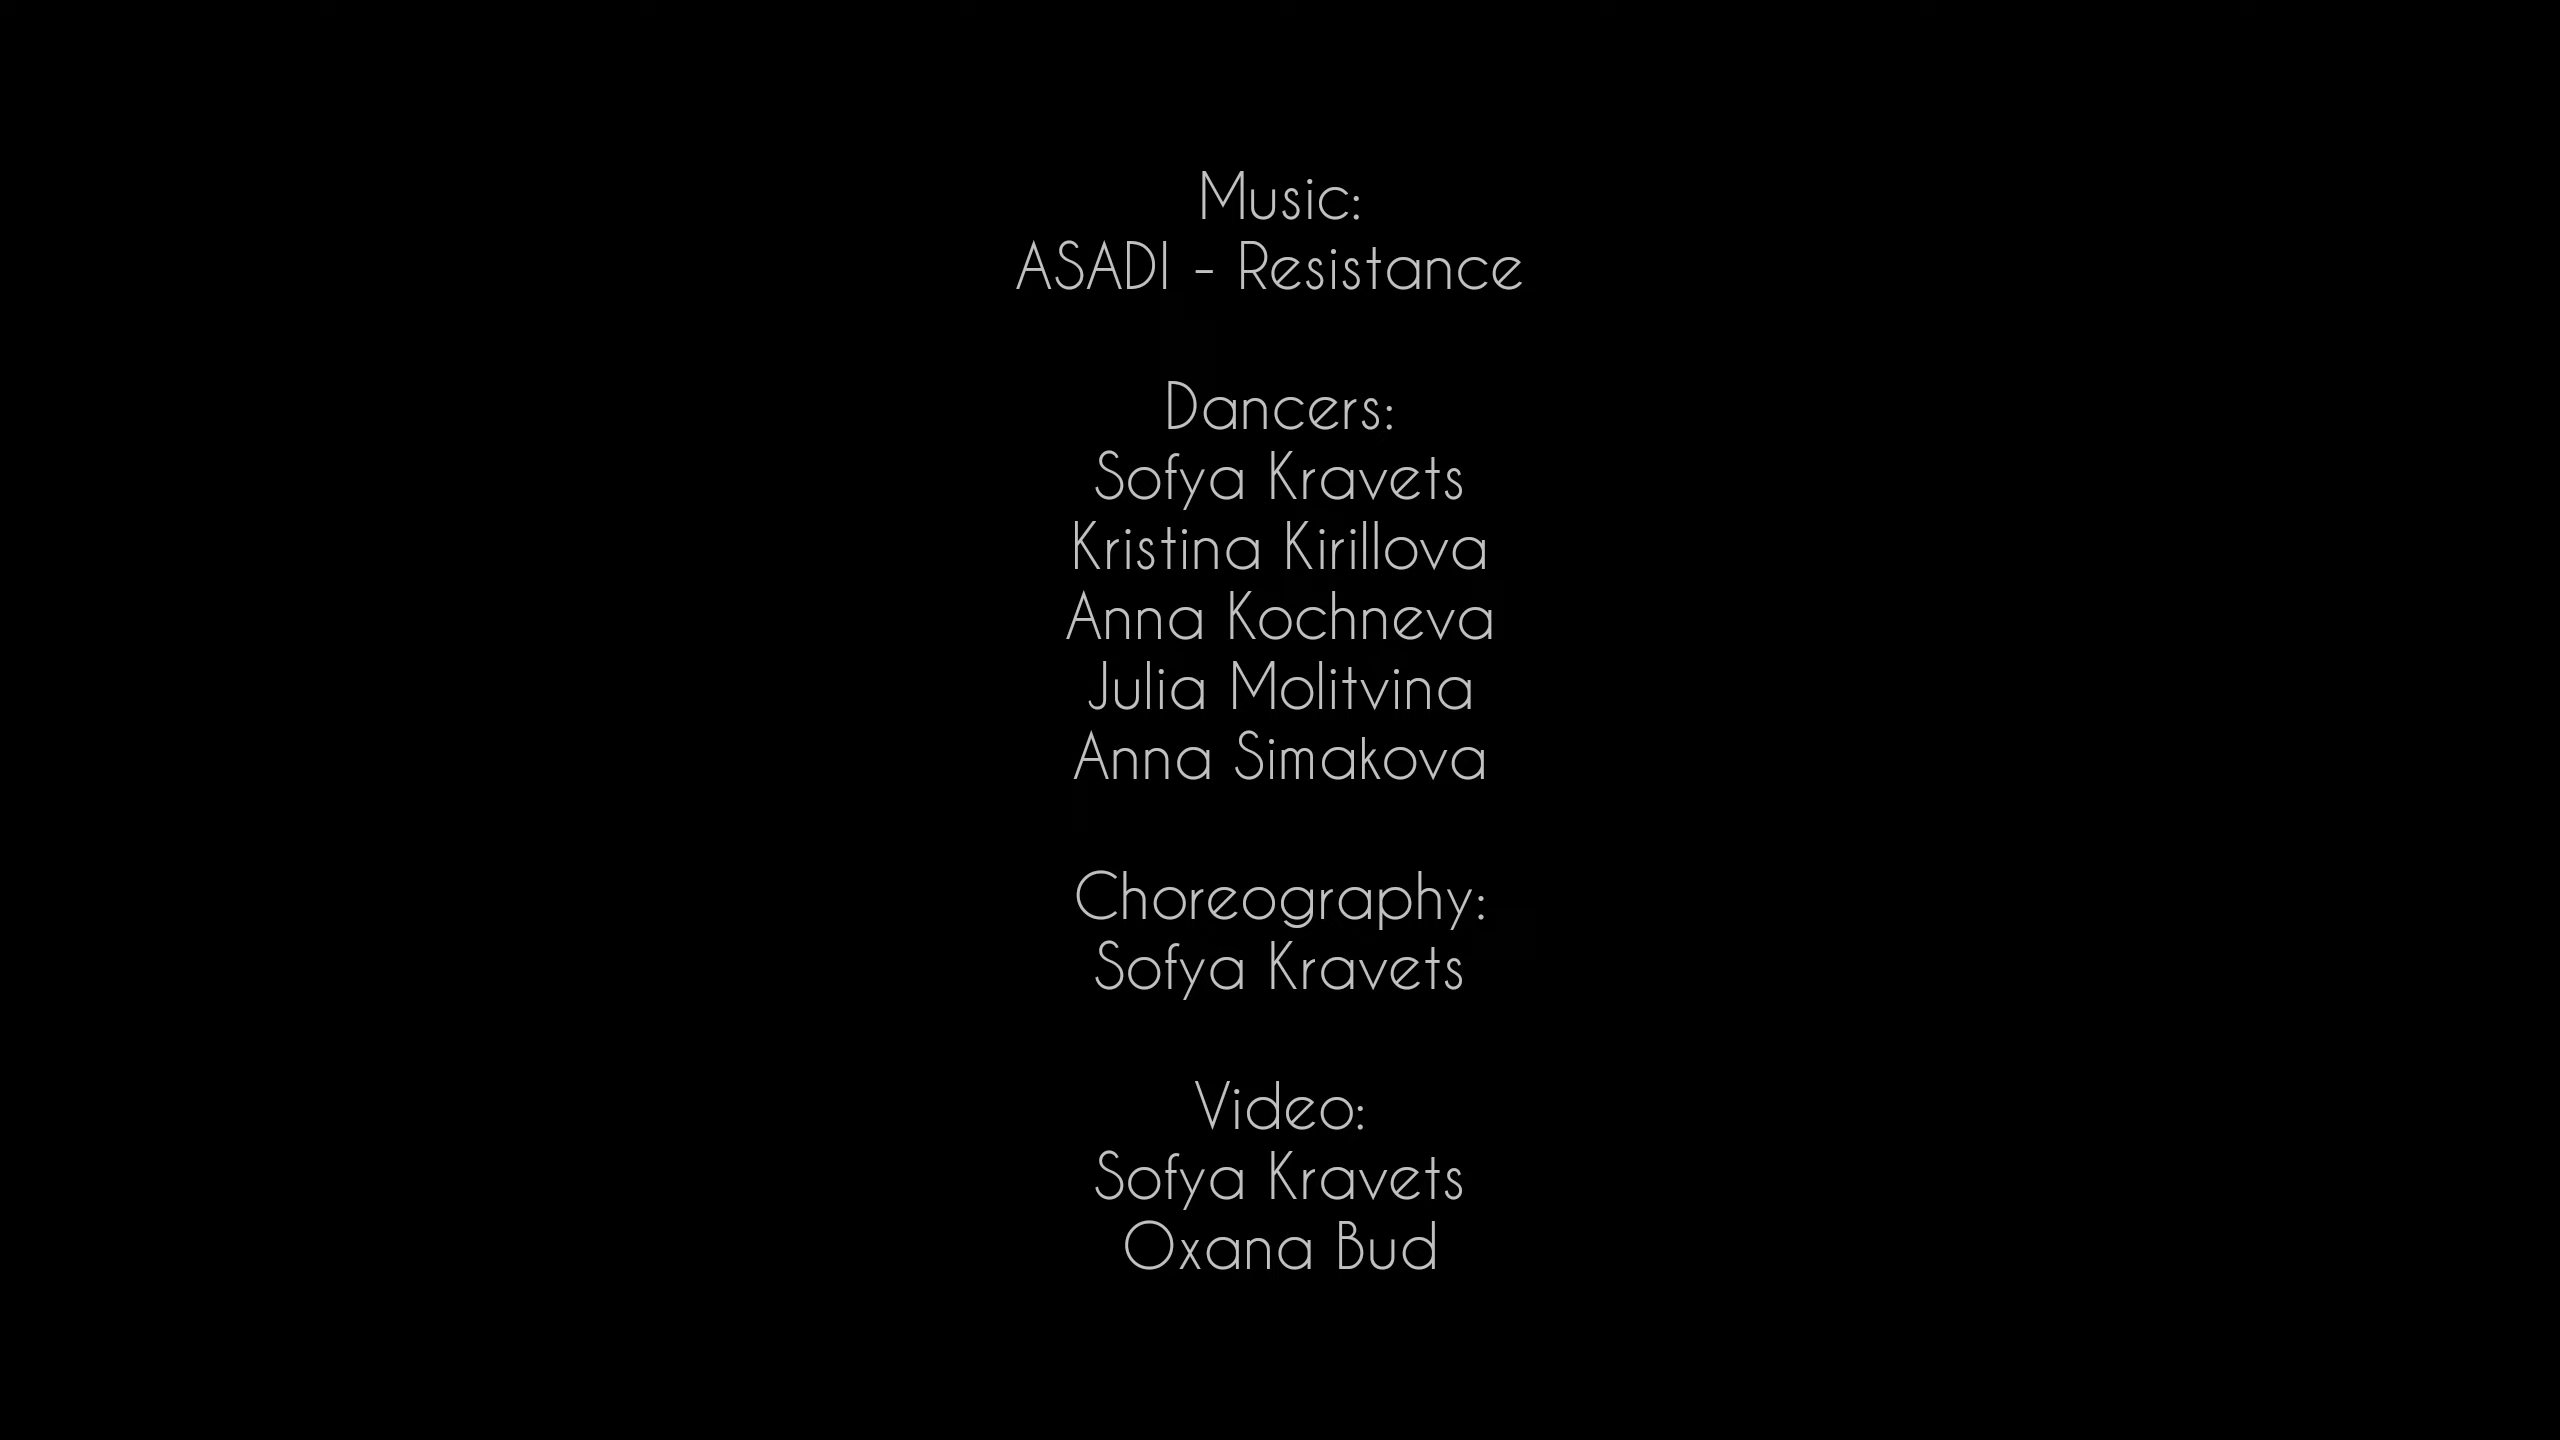 Music:
ASADI - Resistance
Dancers:
Sofya Kravets
Kristina Kirillova
Anna Kochneva
Julia Molitvina
Anna Simakova
Choreography:
Sofya Kravets
Video:
Sofya Kravets
Oxana Bud